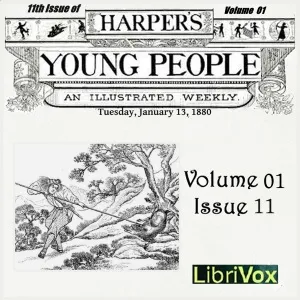 11th Issue of
Volume 01
HARPER'S
YOUNG PEOPLE
AN ILLUSTRATED WEEKLY.
Tuesday, January 13, 1880
Volume 01
Issue 11
LibriVox